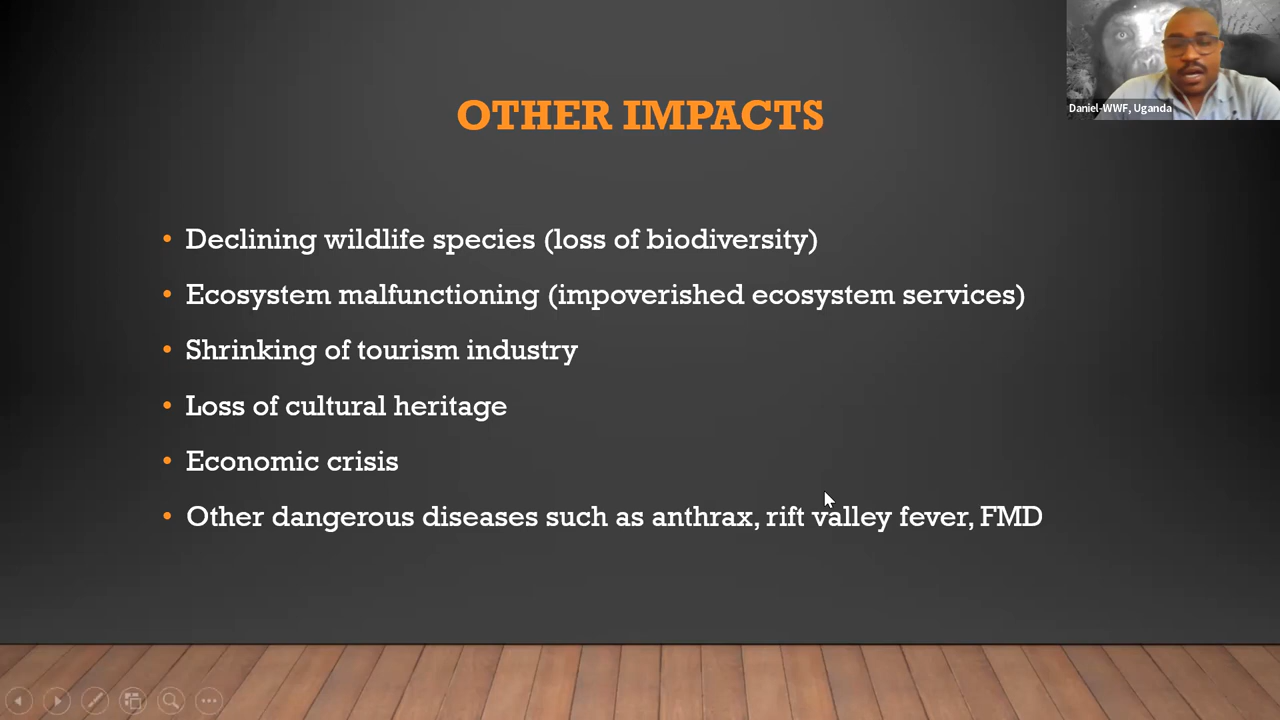 Daniel-WWF, Uganda
OTHER IMPACTS
• Declining wildlife species (loss of biodiversity)
• Ecosystem malfunctioning (impoverished ecosystem services)
• Shrinking of tourism industry
• Loss of cultural heritage
• Economic crisis
• Other dangerous diseases such as anthrax, rift valley fever, FMD